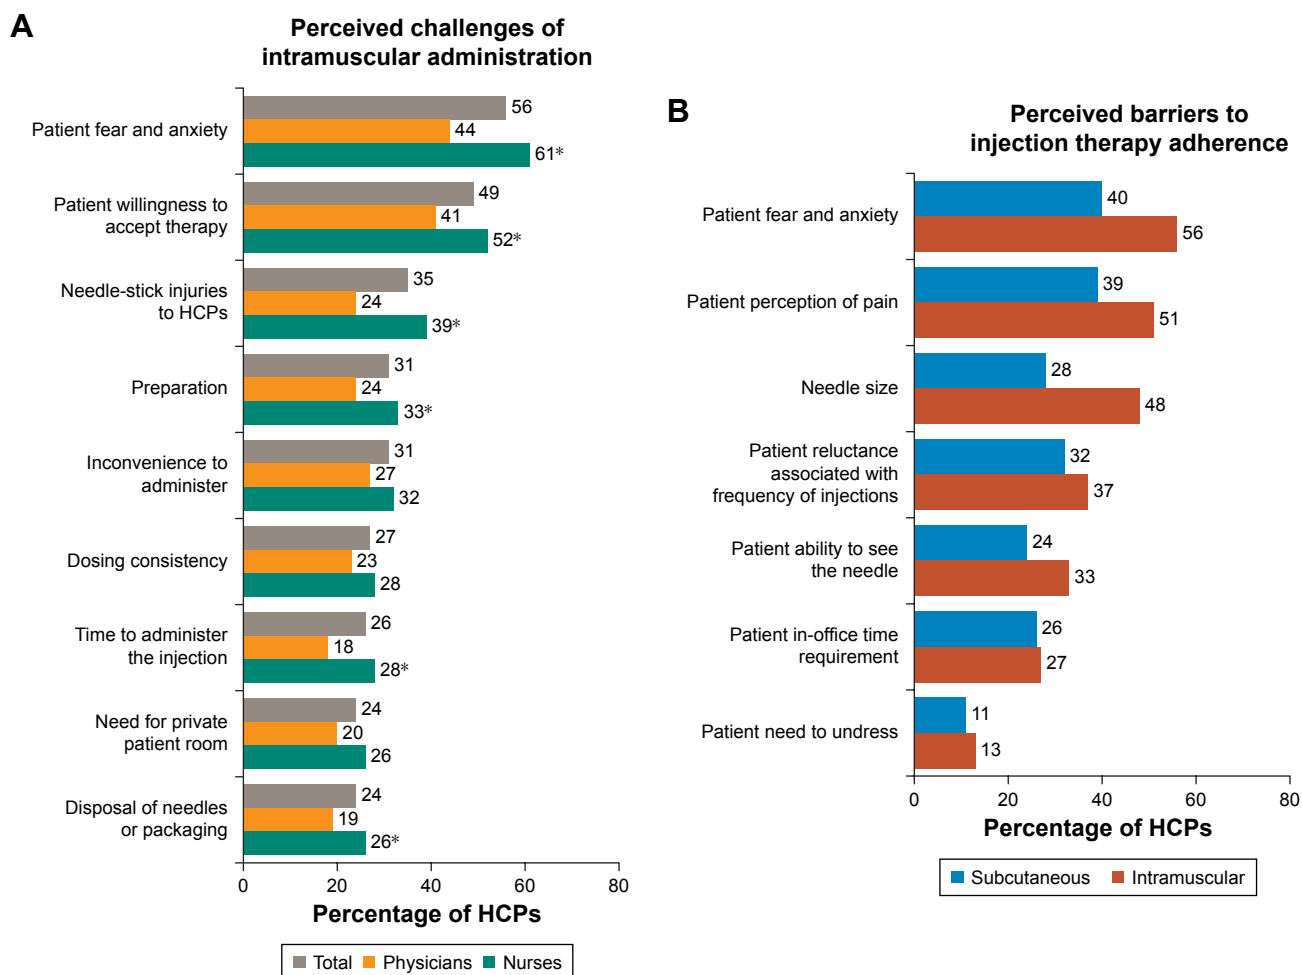 A
Perceived challenges of
intramuscular administration
Patient fear and anxiety
56
44
61*
Patient willingness to
accept therapy
49
41
52*
Needle-stick injuries
to HCPs
35
24
39*
Preparation
31
24
33*
Inconvenience to
administer
31
27
32
Dosing consistency
27
23
28
Time to administer
the injection
26
18
28*
Need for private
patient room
24
20
26
Disposal of needles
or packaging
24
19
26*
0 20 40 60 80
Percentage of HCPs
Total Physicians Nurses
B
Perceived barriers to
injection therapy adherence
Patient fear and anxiety
40
56
Patient perception of pain
39
51
Needle size
28
48
Patient reluctance
associated with
frequency of injections
32
37
Patient ability to see
the needle
24
33
Patient in-office time
requirement
26
27
Patient need to undress
11
13
0 20 40 60 80
Percentage of HCPs
Subcutaneous Intramuscular